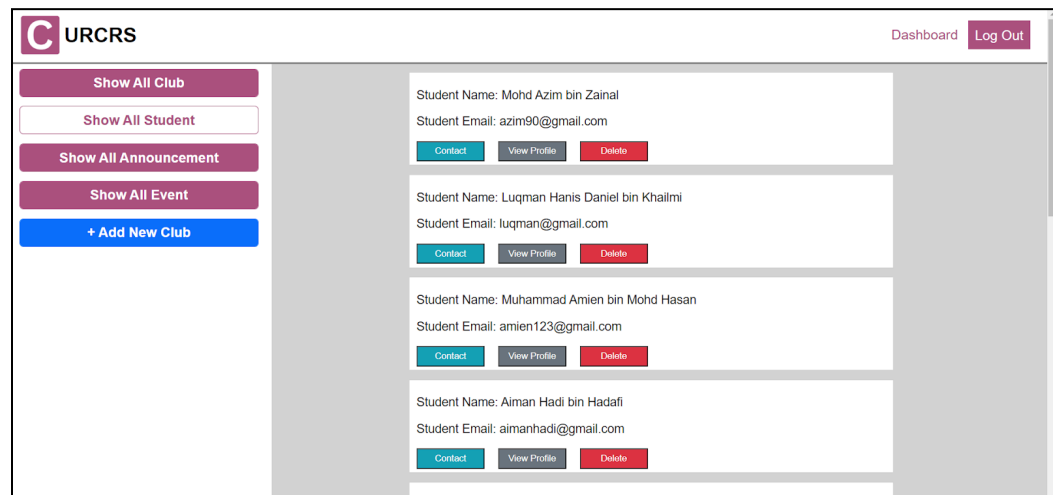 C URCRS
Dashboard
Log Out
Show All Club
Show All Student
Show All Announcement
Show All Event
+ Add New Club
Student Name: Mohd Azim bin Zainal
Student Email: azim90@gmail.com
Contact View Profile Delete
Student Name: Luqman Hanis Daniel bin Khailmi
Student Email: luqman@gmail.com
Contact View Profile Delete
Student Name: Muhammad Amien bin Mohd Hasan
Student Email: amien123@gmail.com
Contact View Profile Delete
Student Name: Aiman Hadi bin Hadafi
Student Email: aimanhadi@gmail.com
Contact View Profile Delete